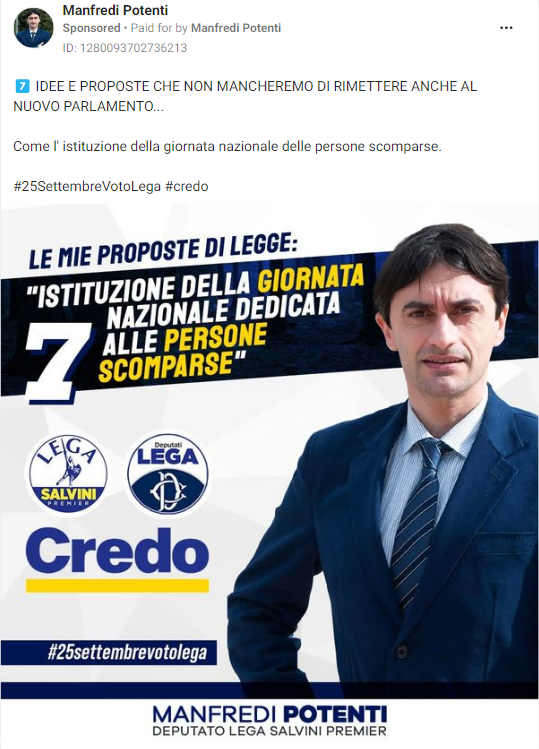 Manfredi Potenti
Sponsored • Paid for by Manfredi Potenti
ID: 1280093702736213
7️⃣ IDEE E PROPOSTE CHE NON MANCHEREMO DI RIMETTERE ANCHE AL
NUOVO PARLAMENTO...
Come l' istituzione della giornata nazionale delle persone scomparse.
#25SettembreVotoLega #credo
LE MIE PROPOSTE DI LEGGE:
"ISTITUZIONE DELLA GIORNATA
NAZIONALE DEDICATA
ALLE PERSONE
SCOMPARSE"
7
LEGA
SALVINI
PREMIER
Deputati
LEGA
Credo
#25settembrevotolega
MANFREDI POTENTI
DEPUTATO LEGA SALVINI PREMIER